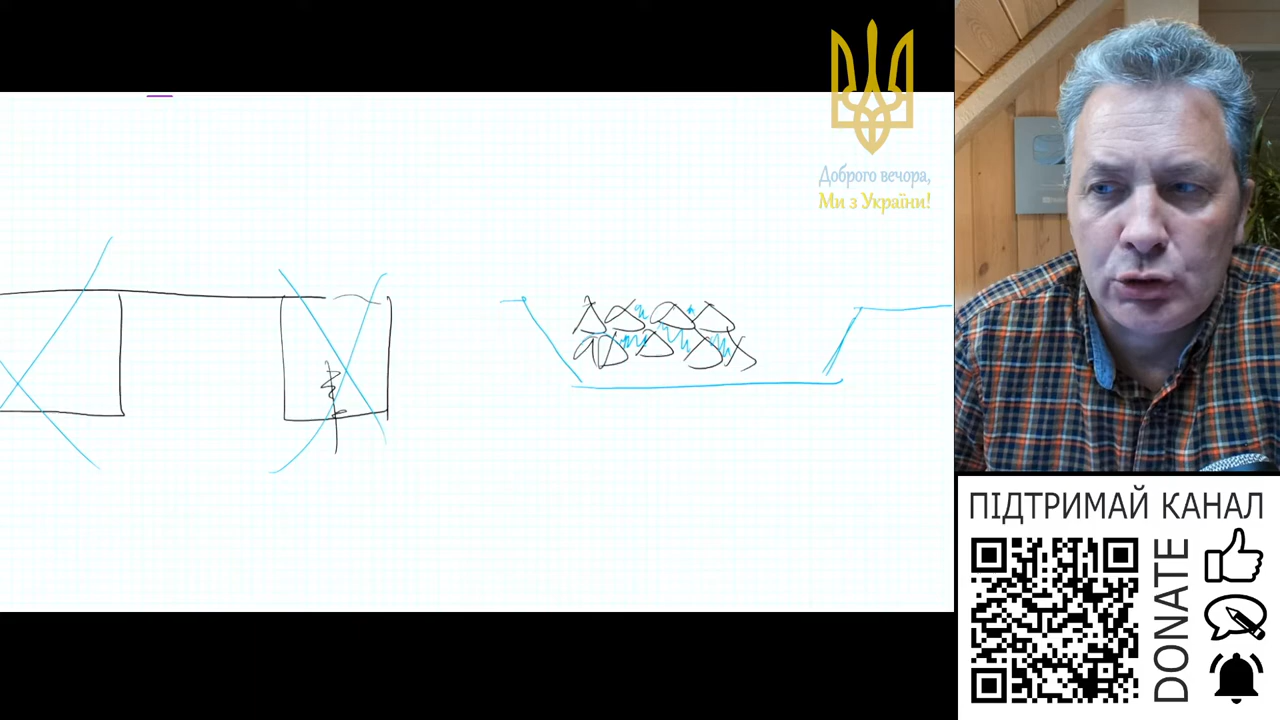 Доброго вечора,
Ми з України!
ПІДТРИМАЙ КАНАЛ
DONATE